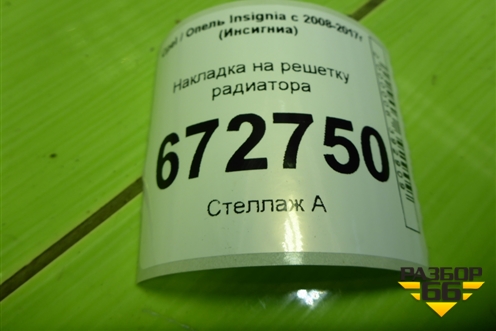 Opel / Опель Insignia с 2008-2017г
(Инсигниа)
Накладка на решетку
радиатора
672750
Стеллаж А
РАЗБОР
66